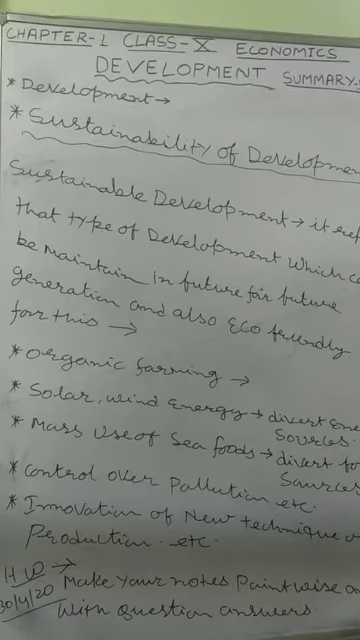 CHAPTER-1 CLASS-X ECONOMICS
DEVELOPMENT SUMMARY
* Development →
* Sustainability of Developmen
Sustainable Development → it ref
that type of Development which c
be Maintain in future for future
generation and also Eco friendly
for this →
* Organic farming →
* Solar, wind Energy → divert Ene
Sources.
* Mass Use of Sea foods → divert fo
Sources
* Control over Pallution etc.
* Innovation of New technique o
Production. etc.
H W → Make your notes Pointwise an
30/4/20 With question answers.